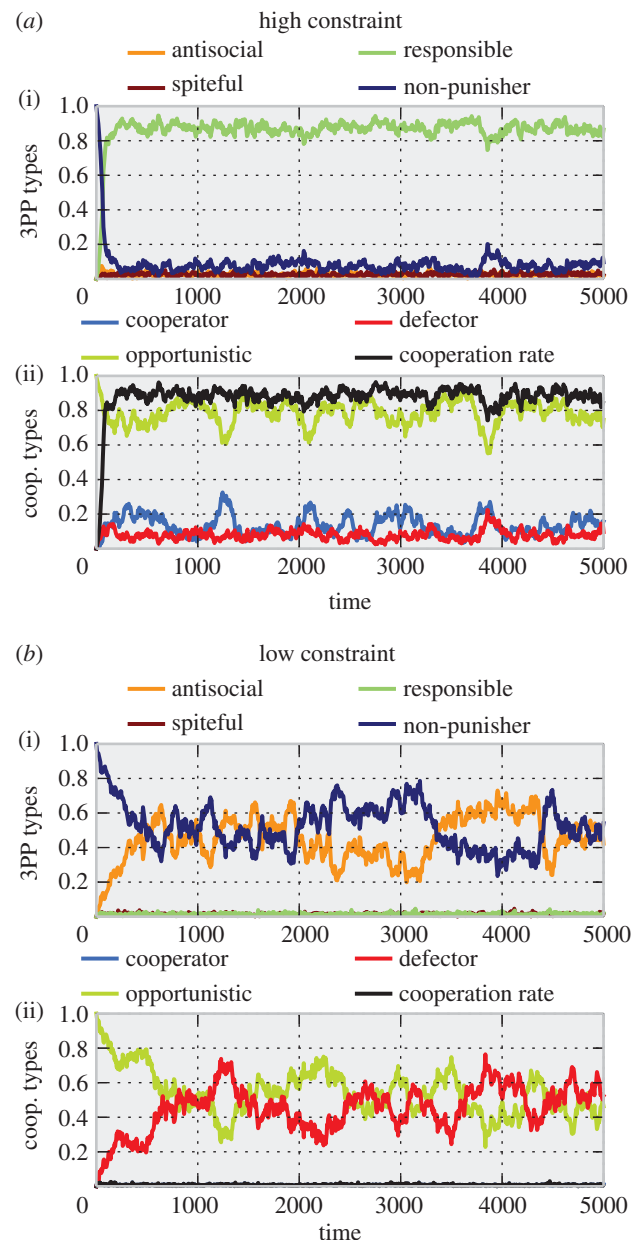 (a) high constraint
antisocial responsible
spiteful non-punisher
(i)
1.0
0.8
0.6
0.4
0.2
3PP types
0 1000 2000 3000 4000 5000
cooperator defector
opportunistic cooperation rate
(ii)
1.0
0.8
0.6
0.4
0.2
coop. types
0 1000 2000 3000 4000 5000
time
(b) low constraint
antisocial responsible
spiteful non-punisher
(i)
1.0
0.8
0.6
0.4
0.2
3PP types
0 1000 2000 3000 4000 5000
cooperator defector
opportunistic cooperation rate
(ii)
1.0
0.8
0.6
0.4
0.2
coop. types
0 1000 2000 3000 4000 5000
time